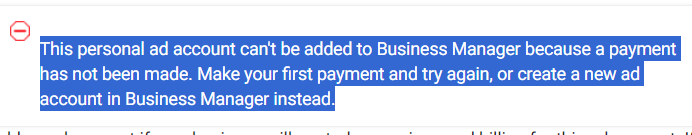 This personal ad account can't be added to Business Manager because a payment
has not been made. Make your first payment and try again, or create a new ad
account in Business Manager instead.